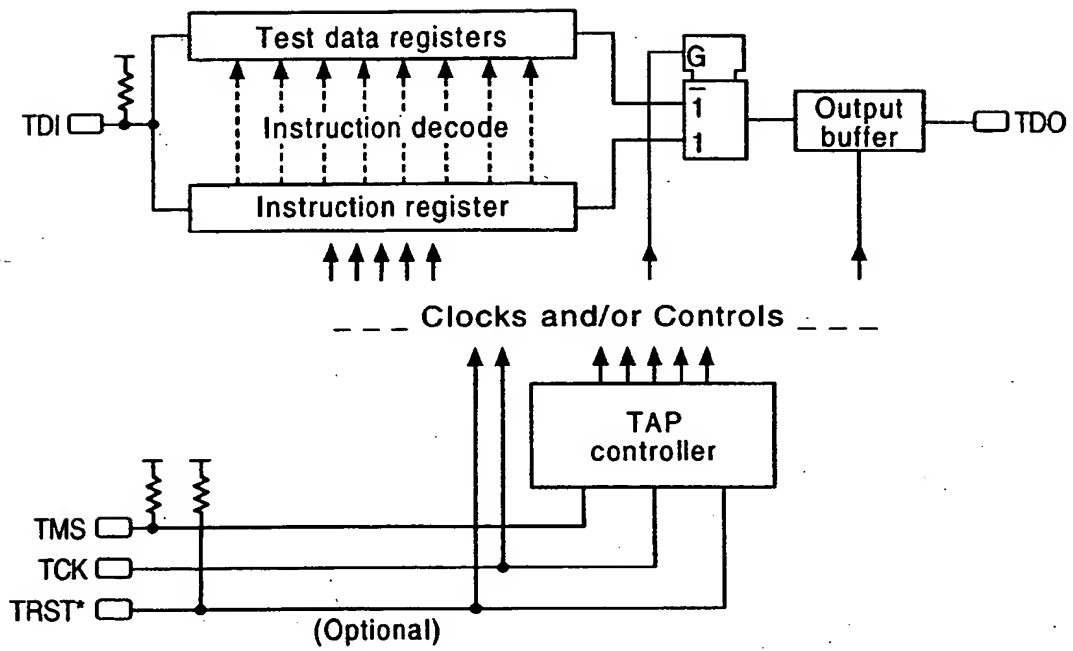 Test data registers
G
TDI
Instruction decode
1
1
Output
buffer
TDO
Instruction register
_ _ _ Clocks and/or Controls _ _ _
TAP
controller
TMS
TCK
TRST*
(Optional)